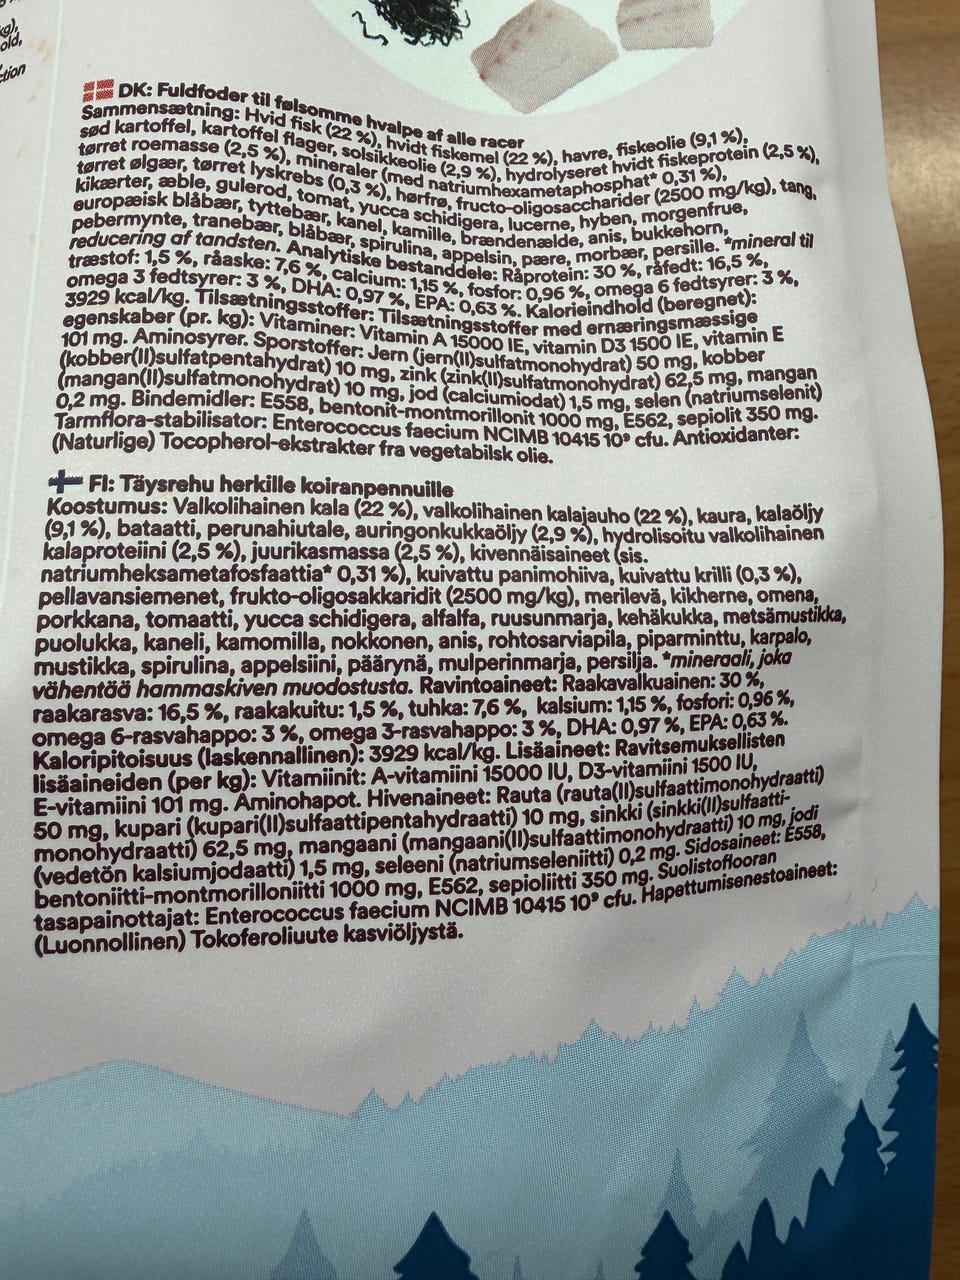 kg),
old,
ction
DK: Fuldfoder til følsomme hvalpe af alle racer
Sammensætning: Hvid fisk (22 %), hvidt fiskemel (22 %), havre, fiskeolie (9,1 %),
sød kartoffel, kartoffel flager, solsikkeolie (2,9 %), hydrolyseret hvidt fiskeprotein (2,5 %),
tørret roemasse (2,5 %), mineraler (med natriumhexametaphosphat* 0,31 %),
tørret ølgær, tørret lyskrebs (0,3 %), hørfrø, fructo-oligosaccharider (2500 mg/kg), tang,
kikærter, æble, gulerod, tomat, yucca schidigera, lucerne, hyben, morgenfrue,
europæisk blåbær, tyttebær, kanel, kamille, brændenælde, anis, bukkehorn,
pebermynte, tranebær, blåbær, spirulina, appelsin, pære, morbær, persille. *mineral til
reducering af tandsten. Analytiske bestanddele: Råprotein: 30 %, råfedt: 16,5 %,
træstof: 1,5 %, råaske: 7,6 %, calcium: 1,15 %, fosfor: 0,96 %, omega 6 fedtsyrer: 3 %,
omega 3 fedtsyrer: 3 %, DHA: 0,97 %, EPA: 0,63 %. Kalorieindhold (beregnet):
3929 kcal/kg. Tilsætningsstoffer: Tilsætningsstoffer med ernæringsmæssige
egenskaber (pr. kg): Vitaminer: Vitamin A 15000 IE, vitamin D3 1500 IE, vitamin E
101 mg. Aminosyrer. Sporstoffer: Jern (jern(II)sulfatmonohydrat) 50 mg, kobber
(kobber(II)sulfatpentahydrat) 10 mg, zink (zink(II)sulfatmonohydrat) 62,5 mg, mangan
(mangan(II)sulfatmonohydrat) 10 mg, jod (calciumiodat) 1,5 mg, selen (natriumselenit)
0,2 mg. Bindemidler: E558, bentonit-montmorillonit 1000 mg, E562, sepiolit 350 mg.
Tarmflora-stabilisator: Enterococcus faecium NCIMB 10415 10⁹ cfu. Antioxidanter:
(Naturlige) Tocopherol-ekstrakter fra vegetabilsk olie.
FI: Täysrehu herkille koiranpennuille
Koostumus: Valkolihainen kala (22 %), valkolihainen kalajauho (22 %), kaura, kalaöljy
(9,1 %), bataatti, perunahiutale, auringonkukkaöljy (2,9 %), hydrolisoitu valkolihainen
kalaproteiini (2,5 %), juurikasmassa (2,5 %), kivennäisaineet (sis.
natriumheksametafosfaattia* 0,31 %), kuivattu panimohiiva, kuivattu krilli (0,3 %),
pellavansiemenet, frukto-oligosakkaridit (2500 mg/kg), merilevä, kikherne, omena,
porkkana, tomaatti, yucca schidigera, alfalfa, ruusunmarja, kehäkukka, metsämustikka,
puolukka, kaneli, kamomilla, nokkonen, anis, rohtosarviapila, piparminttu, karpalo,
mustikka, spirulina, appelsiini, päärynä, mulperinmarja, persilja. *mineraali, joka
vähentää hammaskiven muodostusta. Ravintoaineet: Raakavalkuainen: 30 %,
raakarasva: 16,5 %, raakakuitu: 1,5 %, tuhka: 7,6 %, kalsium: 1,15 %, fosfori: 0,96 %,
omega 6-rasvahappo: 3 %, omega 3-rasvahappo: 3 %, DHA: 0,97 %, EPA: 0,63 %.
Kaloripitoisuus (laskennallinen): 3929 kcal/kg. Lisäaineet: Ravitsemuksellisten
lisäaineiden (per kg): Vitamiinit: A-vitamiini 15000 IU, D3-vitamiini 1500 IU,
E-vitamiini 101 mg. Aminohapot. Hivenaineet: Rauta (rauta(II)sulfaattimonohydraatti)
50 mg, kupari (kupari(II)sulfaattipentahydraatti) 10 mg, sinkki (sinkki(II)sulfaatti-
monohydraatti) 62,5 mg, mangaani (mangaani(II)sulfaattimonohydraatti) 10 mg, jodi
(vedetön kalsiumjodaatti) 1,5 mg, seleeni (natriumseleniitti) 0,2 mg. Sidosaineet: E558,
bentoniitti-montmorilloniitti 1000 mg, E562, sepioliitti 350 mg. Suolistoflooran
tasapainottajat: Enterococcus faecium NCIMB 10415 10⁹ cfu. Hapettumisenestoaineet:
(Luonnollinen) Tokoferoliuute kasviöljystä.